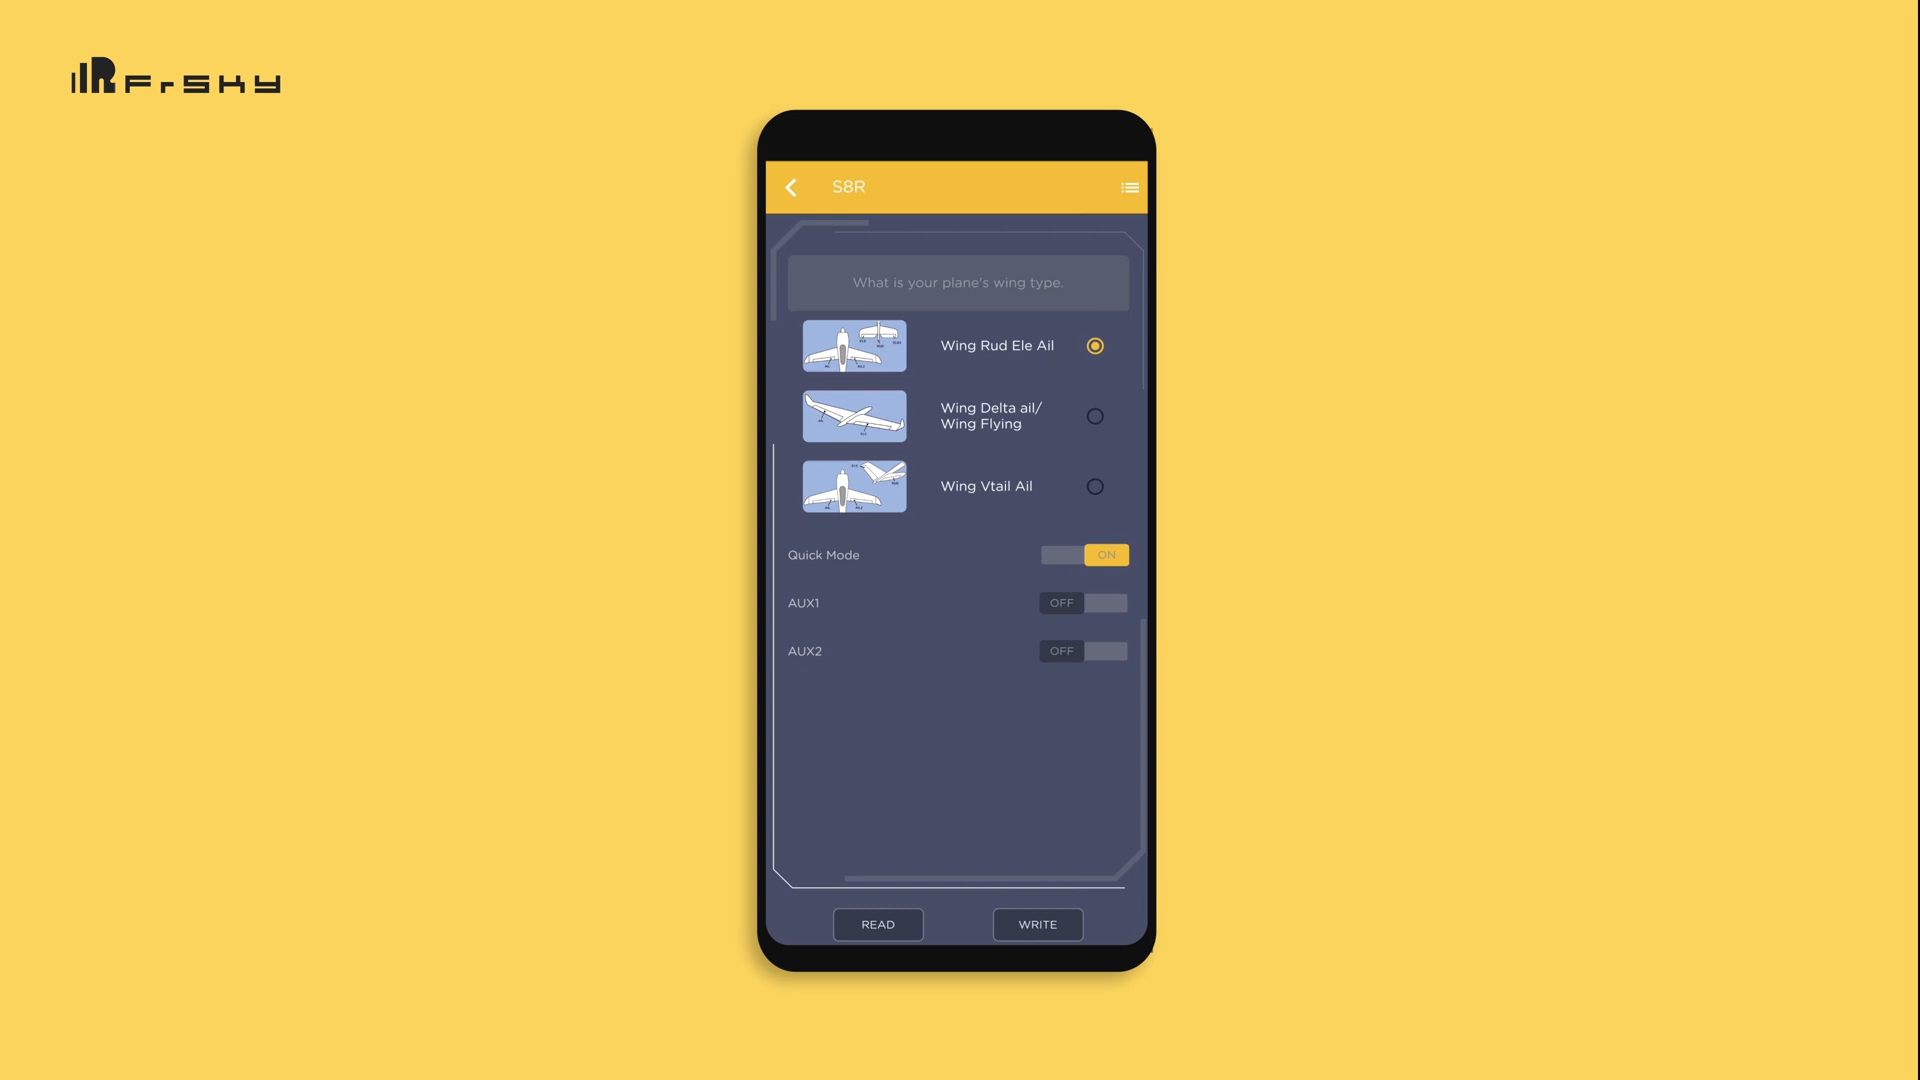 FrSky
S8R
What is your plane's wing type.
Wing Rud Ele Ail
Wing Delta ail/
Wing Flying
Wing Vtail Ail
Quick Mode
ON
AUX1
OFF
AUX2
OFF
READ
WRITE